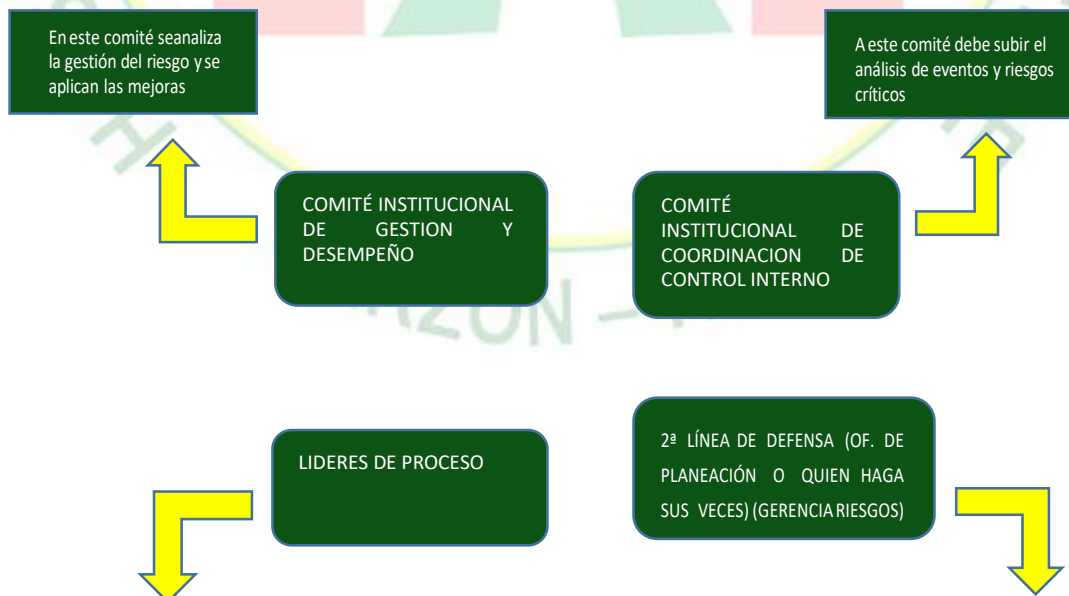 En este comité seanaliza
la gestión del riesgo y se
aplican las mejoras
A este comité debe subir el
análisis de eventos y riesgos
críticos
COMITÉ INSTITUCIONAL
DE GESTION Y
DESEMPEÑO
COMITÉ
INSTITUCIONAL DE
COORDINACION DE
CONTROL INTERNO
LIDERES DE PROCESO
2ª LÍNEA DE DEFENSA (OF. DE
PLANEACIÓN O QUIEN HAGA
SUS VECES) (GERENCIA RIESGOS)